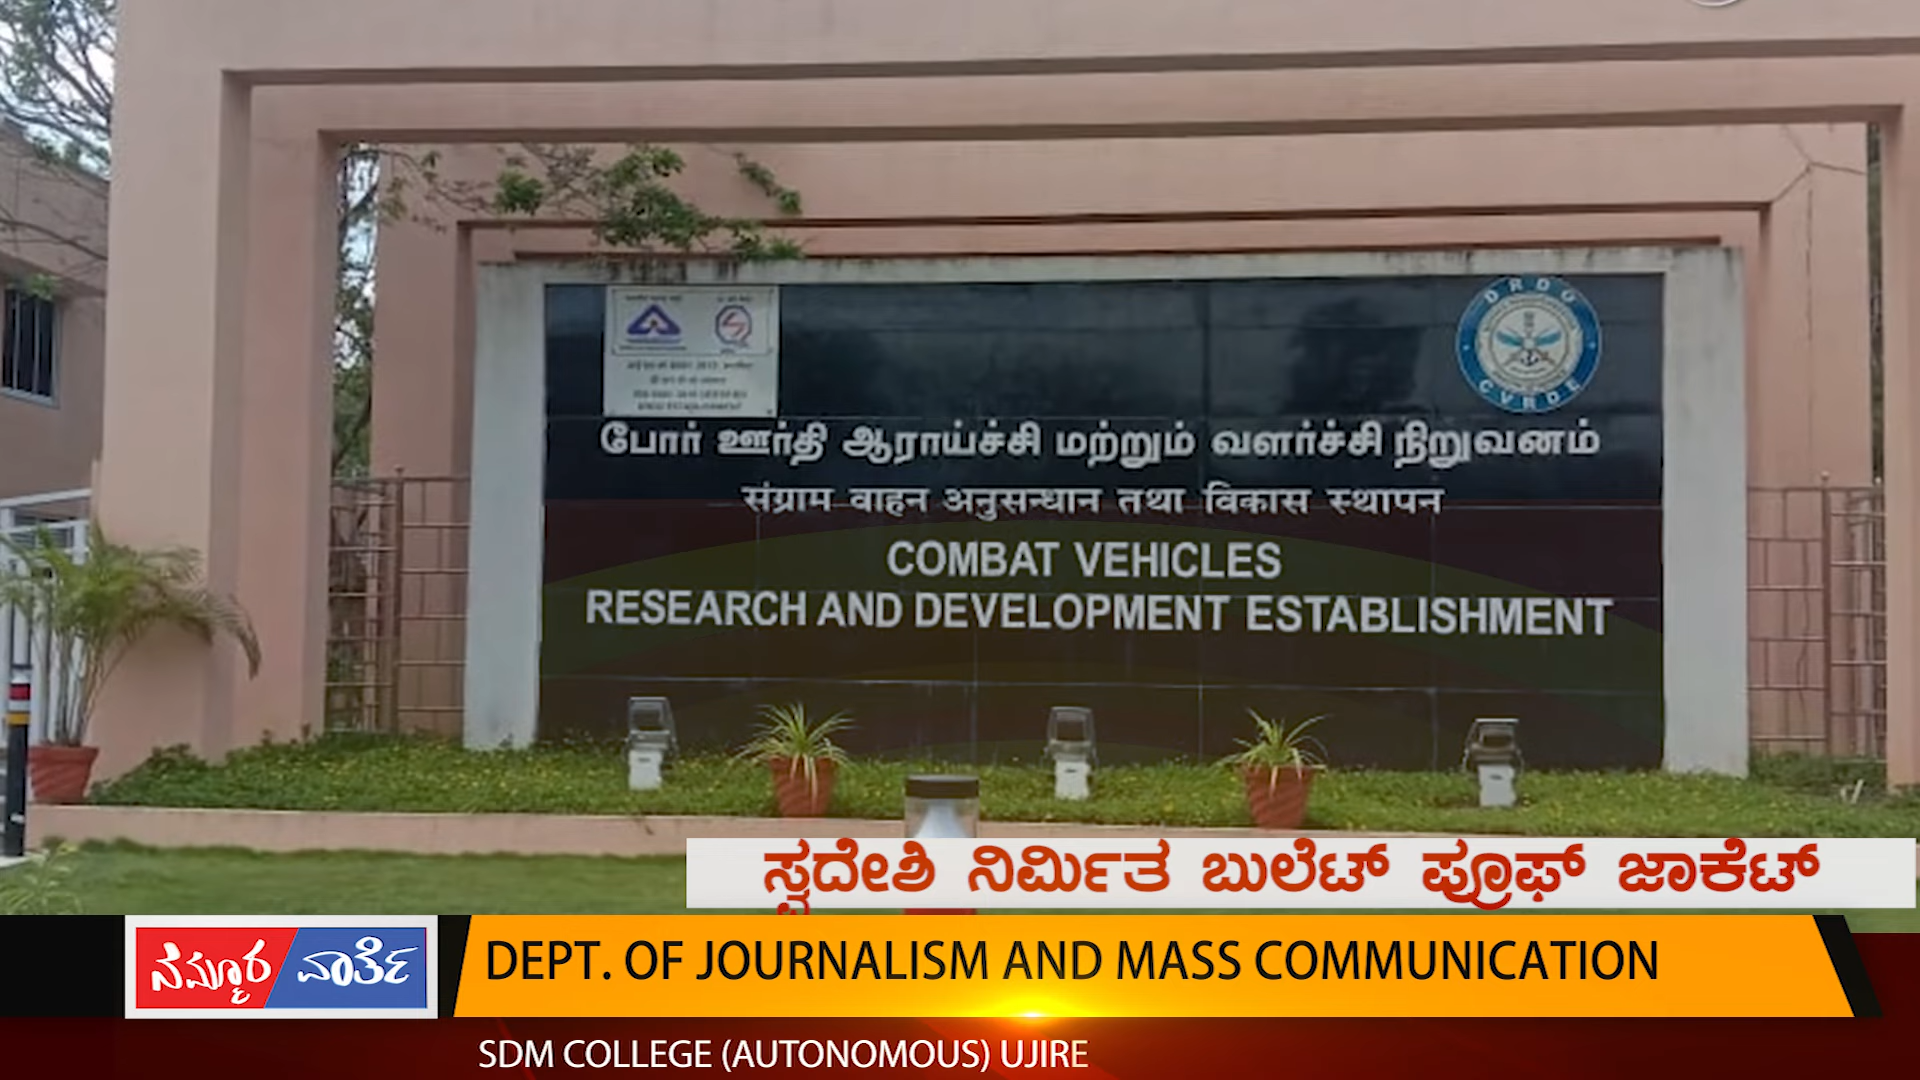 DRDO
CVRDE
போர் ஊர்தி ஆராய்ச்சி மற்றும் வளர்ச்சி நிறுவனம்
संग्राम वाहन अनुसन्धान तथा विकास स्थापन
COMBAT VEHICLES
RESEARCH AND DEVELOPMENT ESTABLISHMENT
ಸ್ವದೇಶಿ ನಿರ್ಮಿತ ಬುಲೆಟ್ ಪ್ರೂಫ್ ಜಾಕೆಟ್
ನಮ್ಮೂರ ವಾರ್ತೆ
DEPT. OF JOURNALISM AND MASS COMMUNICATION
SDM COLLEGE (AUTONOMOUS) UJIRE